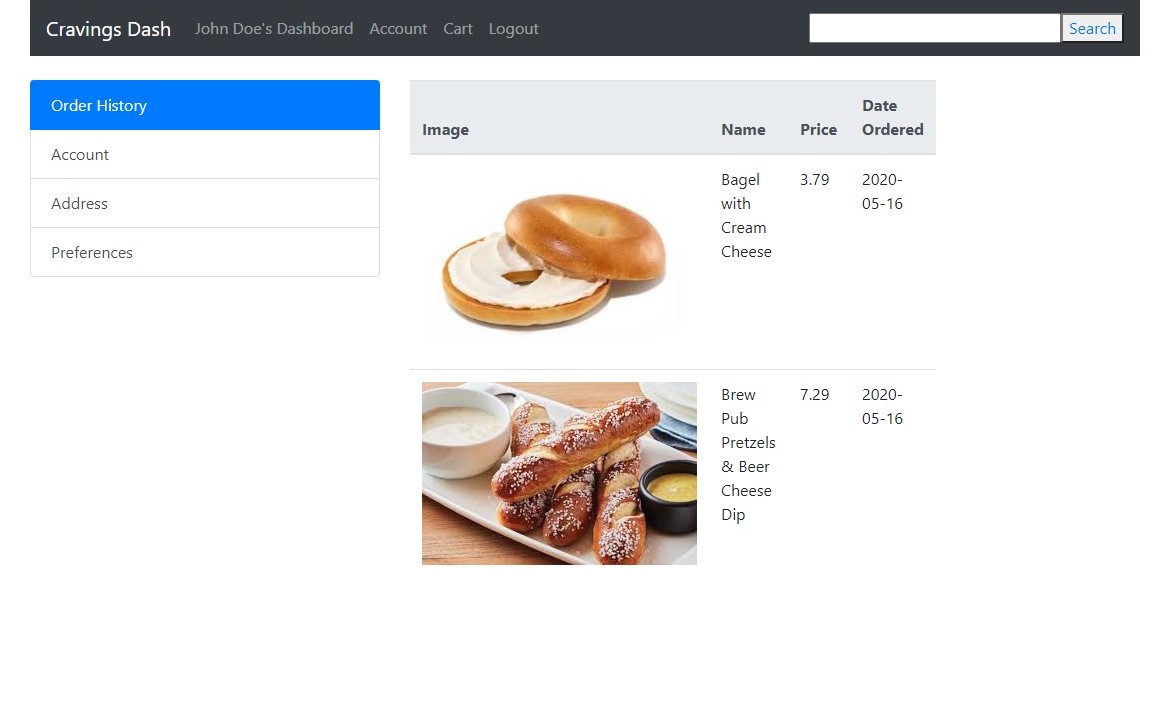 Cravings Dash John Doe's Dashboard Account Cart Logout Search
Order History
Account
Address
Preferences
Image Name Price Date
Ordered
Bagel 3.79 2020-
with 05-16
Cream
Cheese
Brew 7.29 2020-
Pub 05-16
Pretzels
& Beer
Cheese
Dip